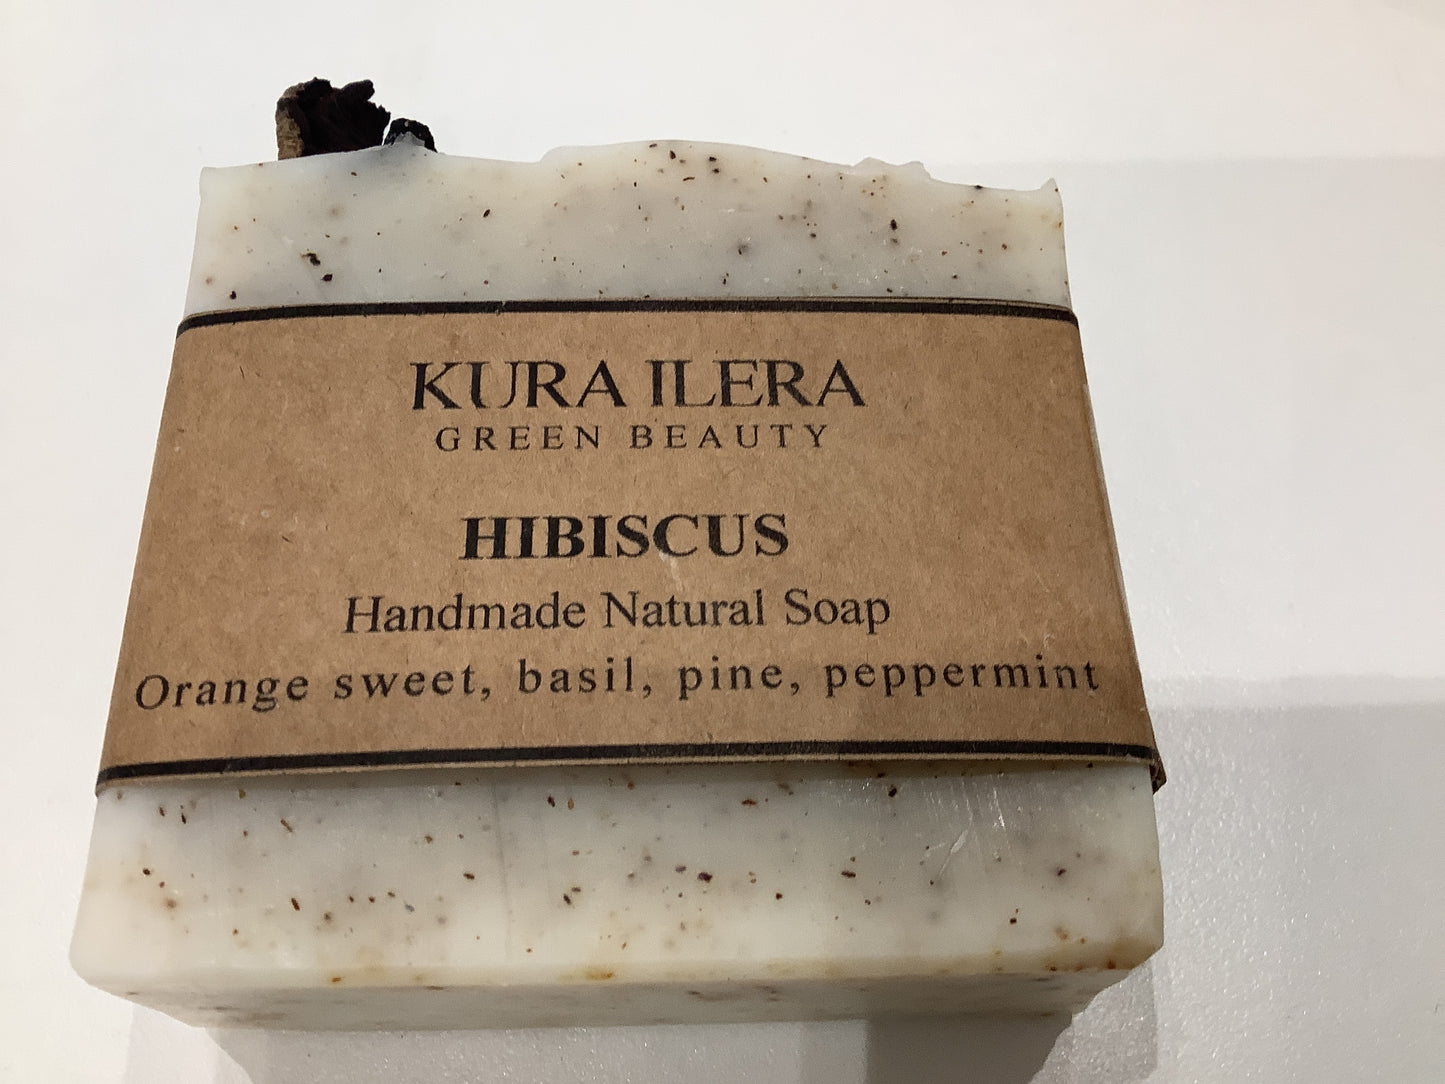 KURA ILERA
GREEN BEAUTY
HIBISCUS
Handmade Natural Soap
Orange sweet, basil, pine, peppermint